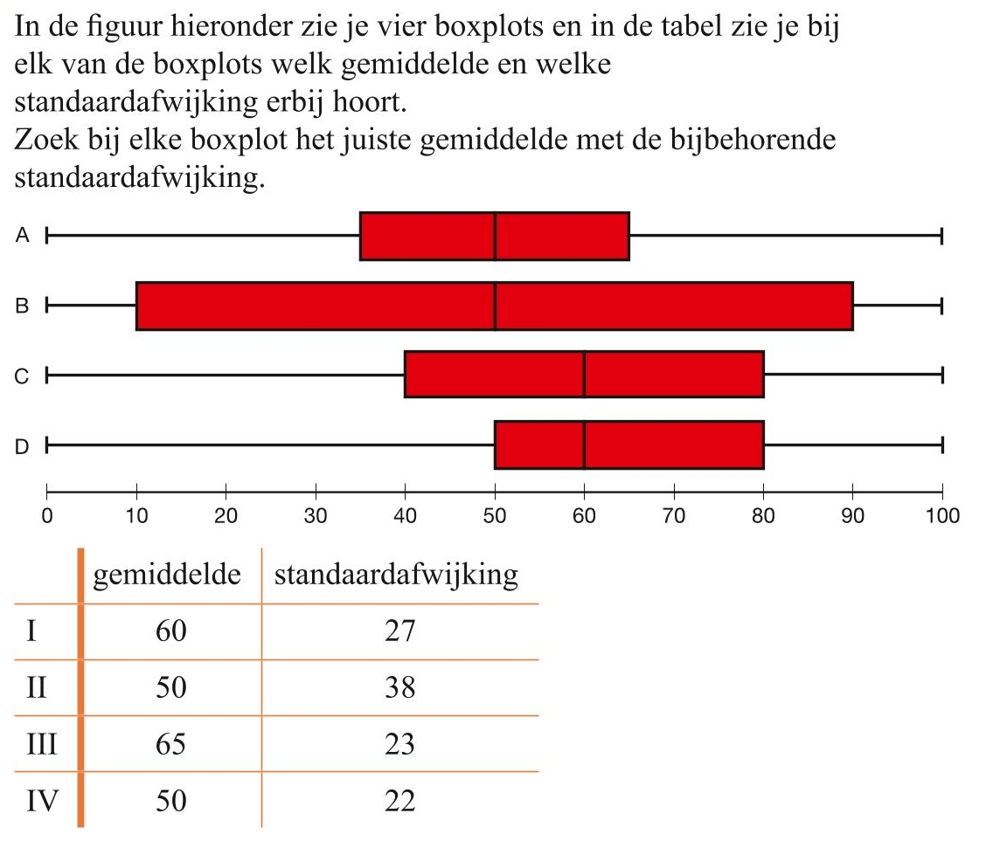 In de figuur hieronder zie je vier boxplots en in de tabel zie je bij
elk van de boxplots welk gemiddelde en welke
standaardafwijking erbij hoort.
Zoek bij elke boxplot het juiste gemiddelde met de bijbehorende
standaardafwijking.
A
B
C
D
0 10 20 30 40 50 60 70 80 90 100
gemiddelde standaardafwijking
I 60 27
II 50 38
III 65 23
IV 50 22